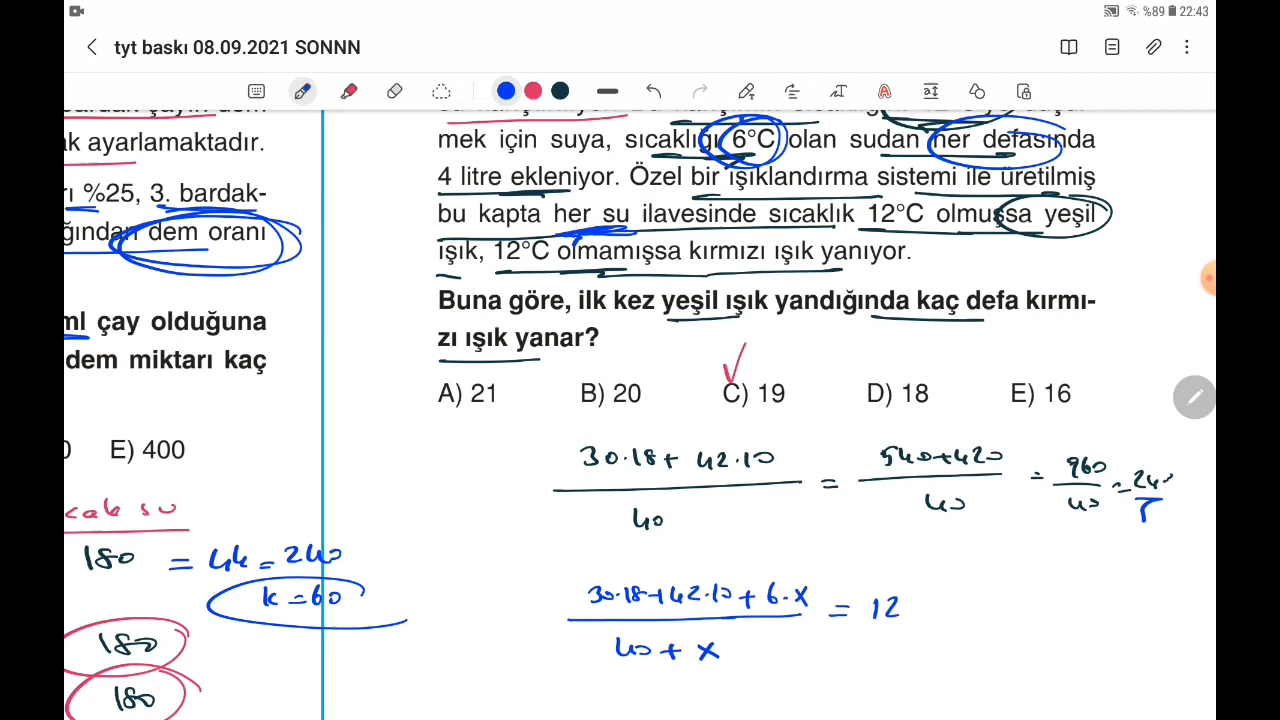 %89 22:43
tyt baskı 08.09.2021 SONNN
mek için suya, sıcaklığı 6°C olan sudan her defasında
ak ayarlamaktadır.
4 litre ekleniyor. Özel bir ışıklandırma sistemi ile üretilmiş
rı %25, 3. bardak-
bu kapta her su ilavesinde sıcaklık 12°C olmuşsa yeşil
ğından dem oranı
ışık, 12°C olmamışsa kırmızı ışık yanıyor.
Buna göre, ilk kez yeşil ışık yandığında kaç defa kırmı-
zı ışık yanar?
ml çay olduğuna
dem miktarı kaç
A) 21 B) 20 C) 19 D) 18 E) 16
0 E) 400
30.18 + 42.10 / 40 = 540+420 / 40 = 960 / 40 = 24
cak su
180 = 4k = 240
k = 60
30.18+42.10 + 6.x / 40 + x = 12
180
180